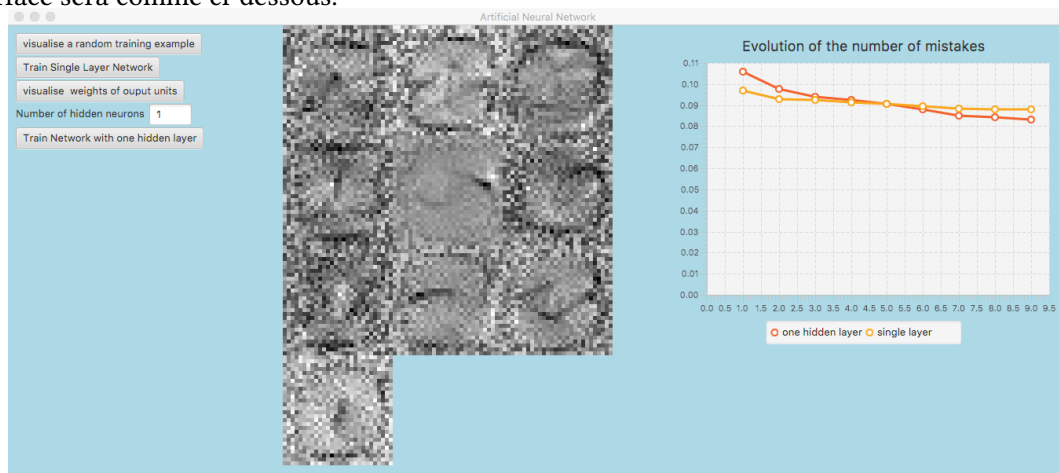 rface sera comme ci-dessous:
Artificial Neural Network
visualise a random training example
Train Single Layer Network
visualise weights of ouput units
Number of hidden neurons 1
Train Network with one hidden layer
Evolution of the number of mistakes
0.11
0.10
0.09
0.08
0.07
0.06
0.05
0.04
0.03
0.02
0.01
0.00
0.0 0.5 1.0 1.5 2.0 2.5 3.0 3.5 4.0 4.5 5.0 5.5 6.0 6.5 7.0 7.5 8.0 8.5 9.0 9.5
one hidden layer single layer